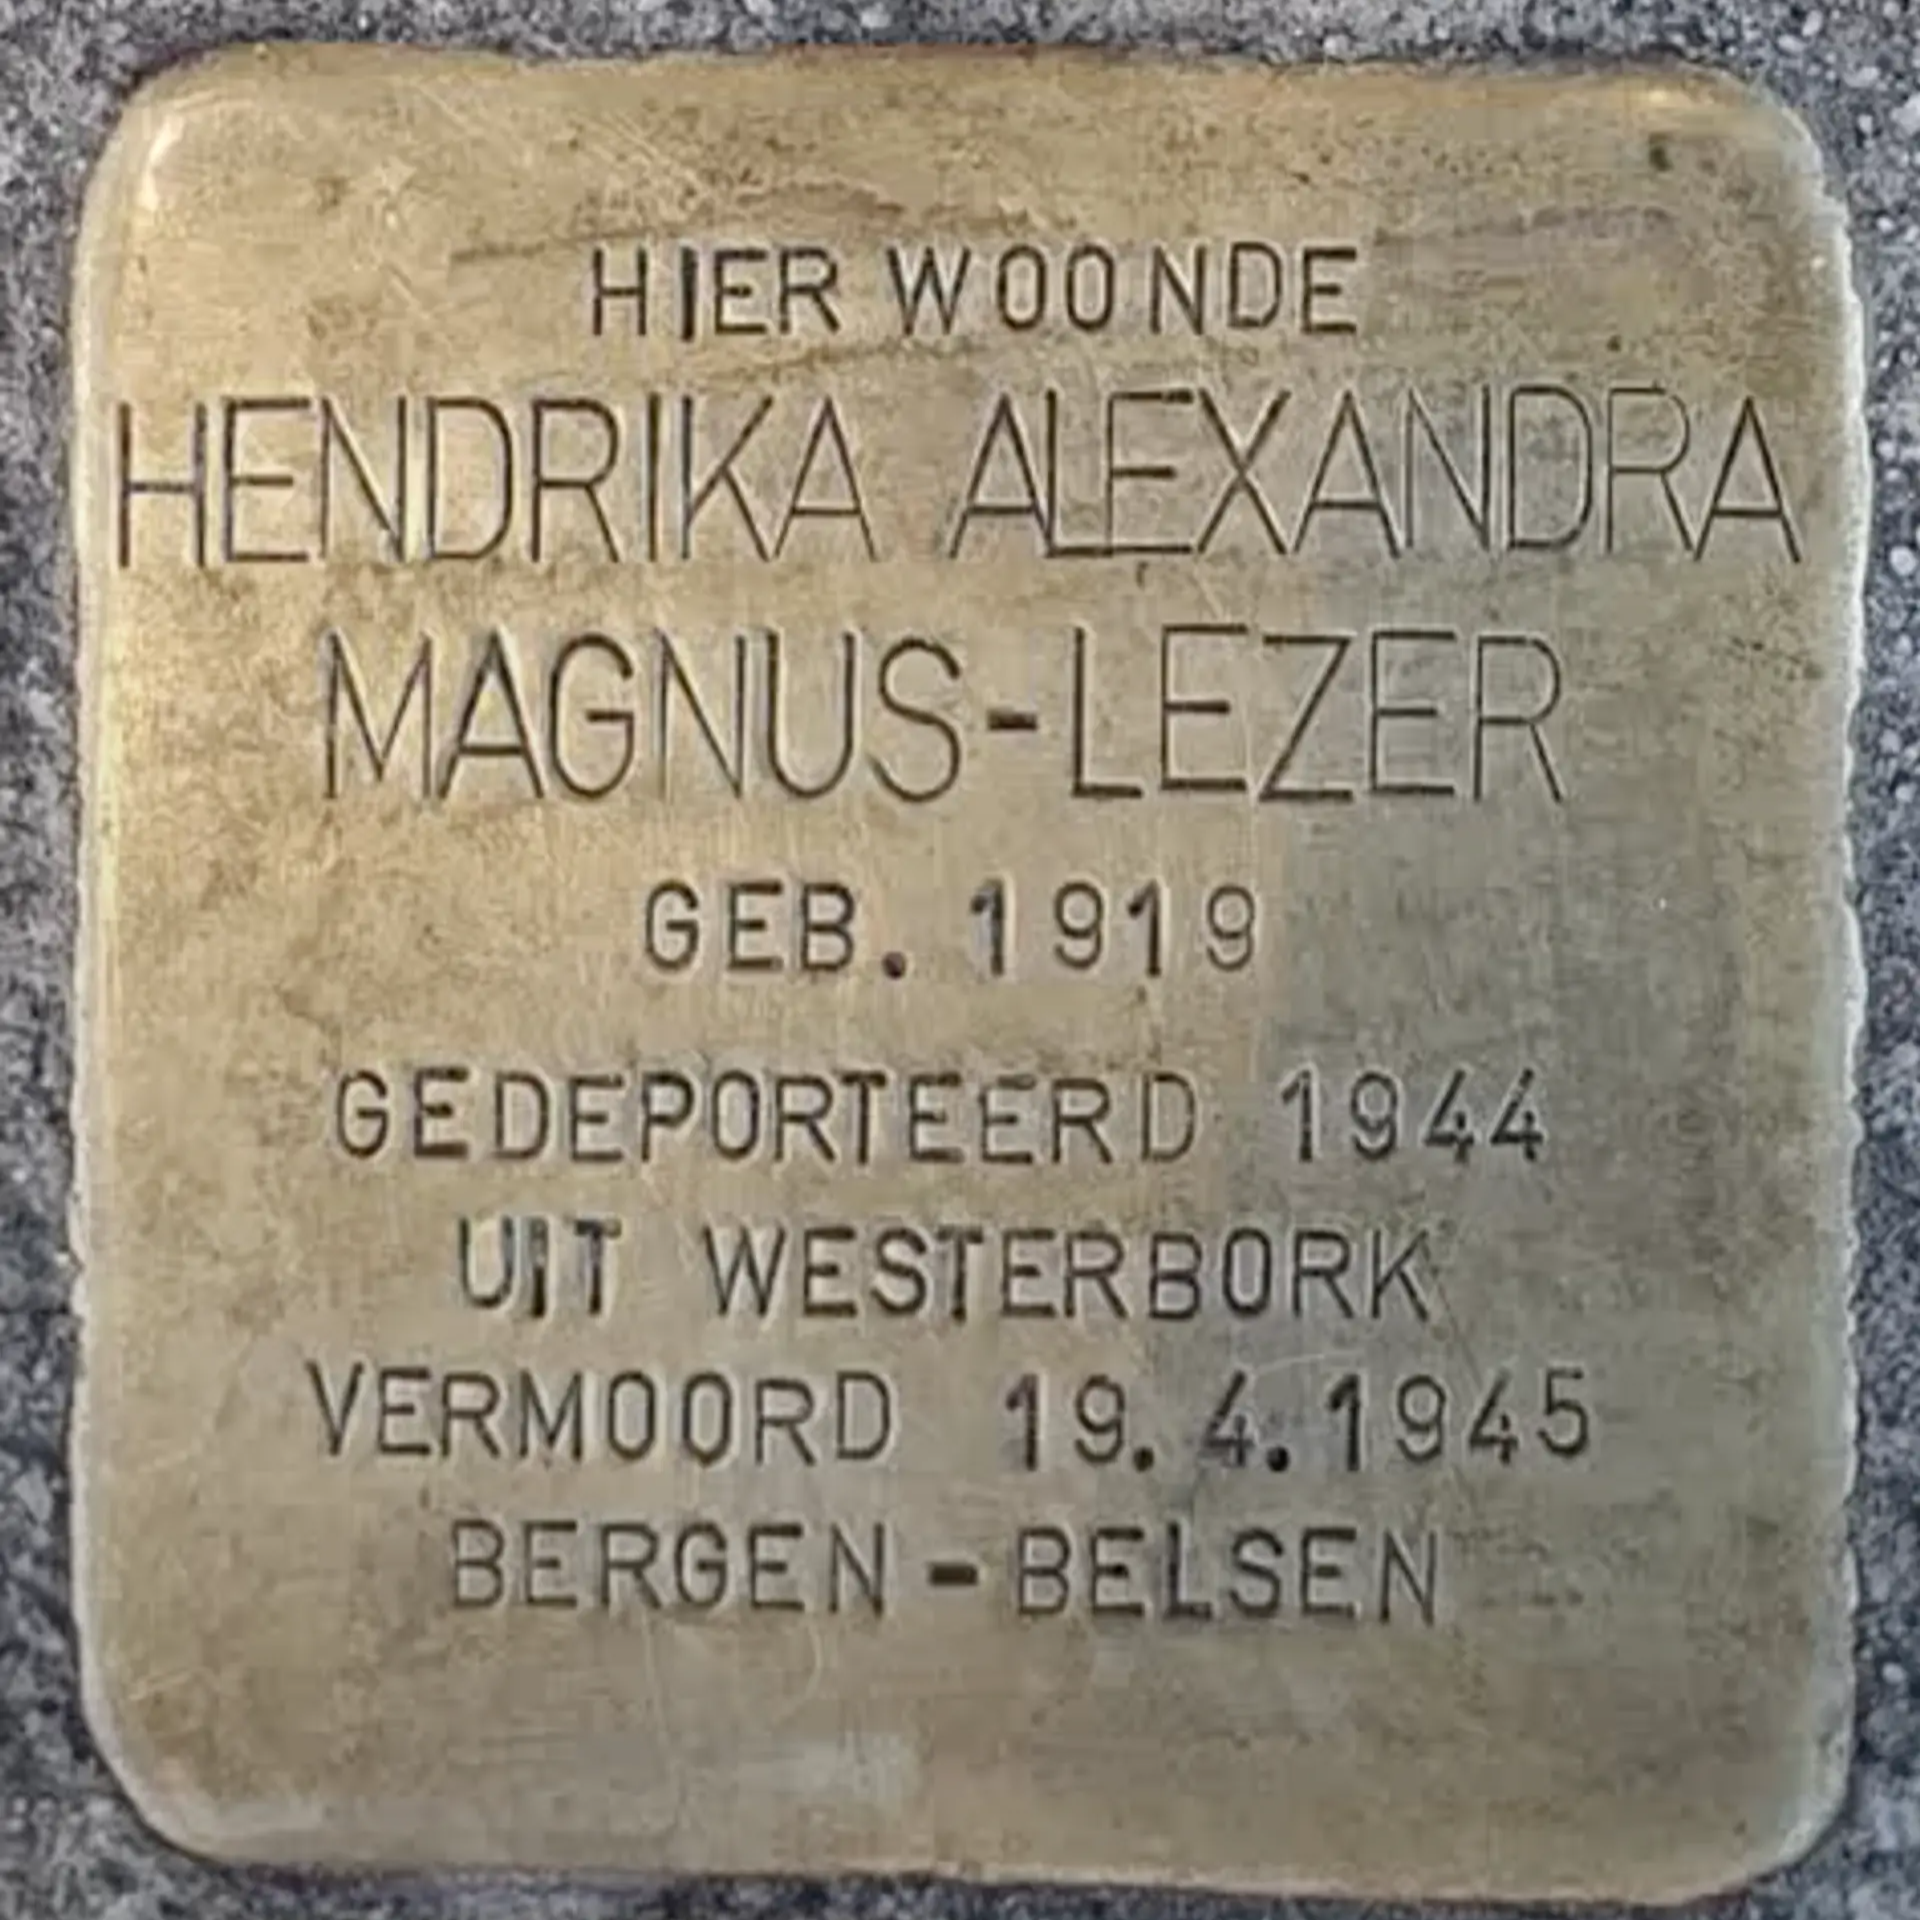 HIER WOONDE
HENDRIKA ALEXANDRA
MAGNUS-LEZER
GEB. 1919
GEDEPORTEERD 1944
UIT WESTERBORK
VERMOORD 19.4.1945
BERGEN-BELSEN